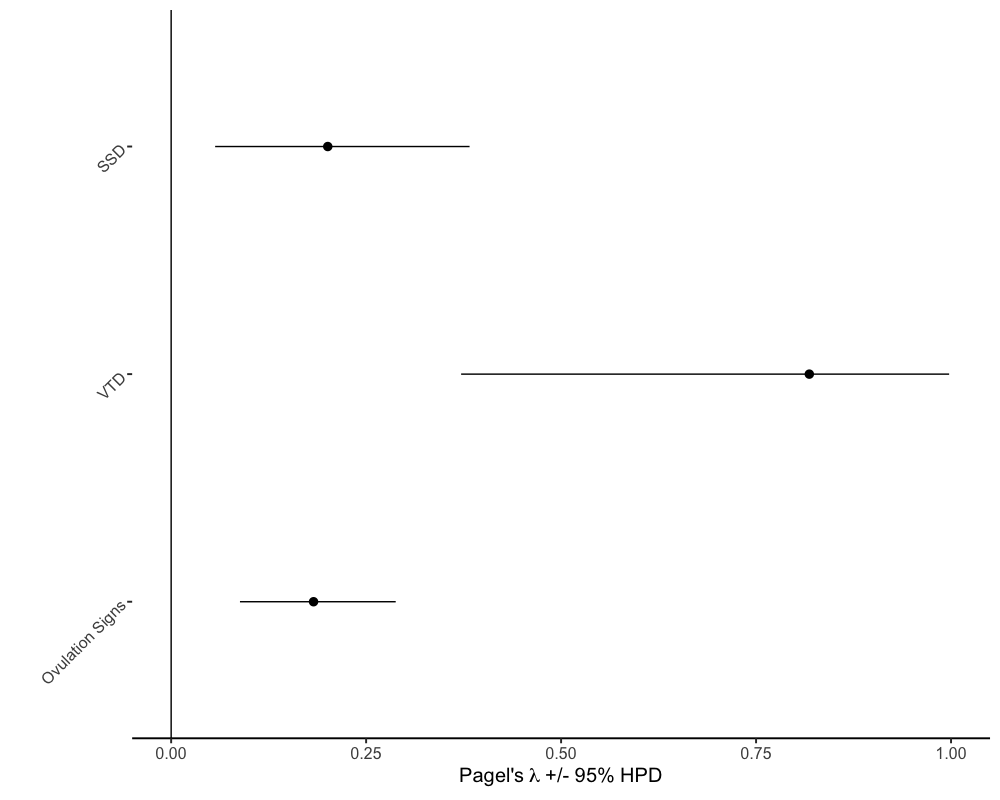 SSD
VTD
Ovulation Signs
0.00 0.25 0.50 0.75 1.00
Pagel's λ +/- 95% HPD